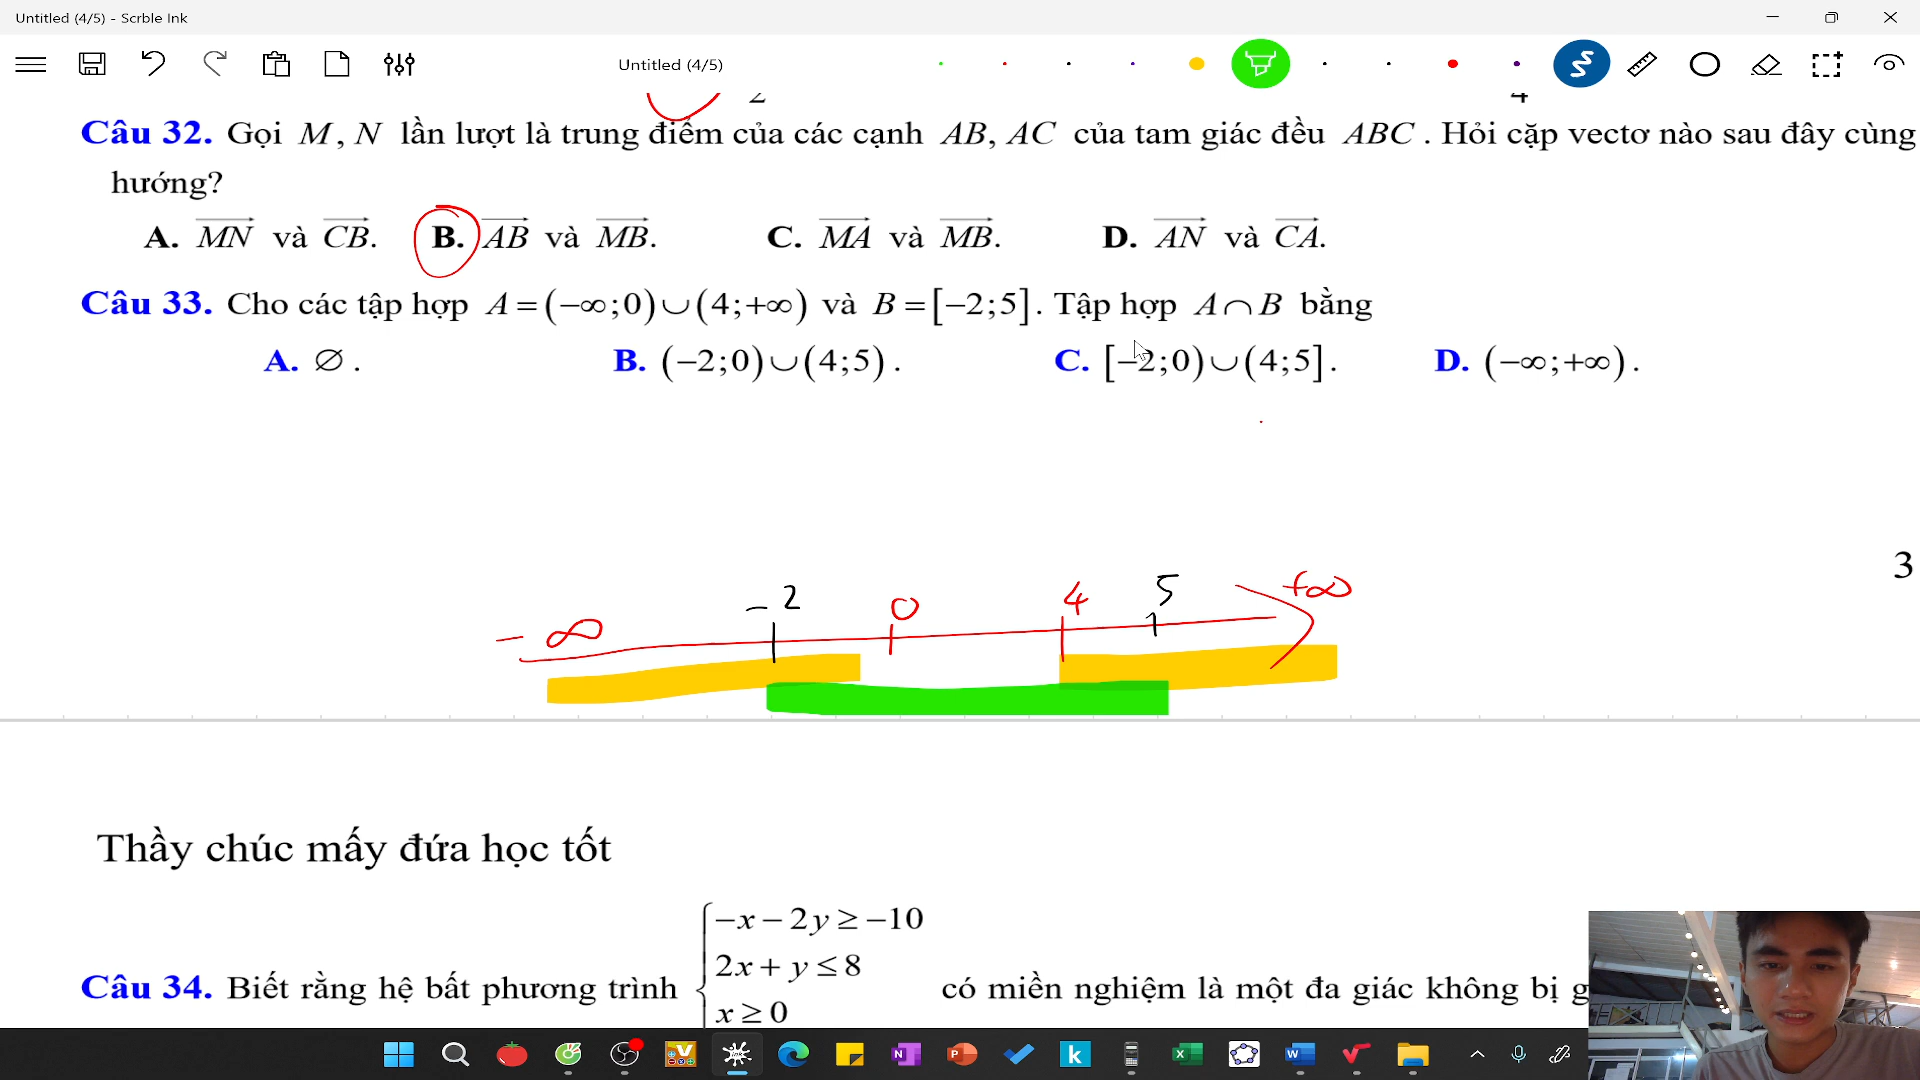 Untitled (4/5) - Scrble Ink
Untitled (4/5)
2 4
Câu 32. Gọi M, N lần lượt là trung điểm của các cạnh AB, AC của tam giác đều ABC. Hỏi cặp vectơ nào sau đây cùng
hướng?
A. MN và CB. B. AB và MB. C. MA và MB. D. AN và CA.
Câu 33. Cho các tập hợp A = (−∞;0) ∪ (4;+∞) và B = [−2;5]. Tập hợp A ∩ B bằng
A. ∅. B. (−2;0) ∪ (4;5). C. [−2;0) ∪ (4;5]. D. (−∞;+∞).
3
−∞ −2 0 4 5 +∞
Thầy chúc mấy đứa học tốt
−x − 2y ≥ −10
2x + y ≤ 8
Câu 34. Biết rằng hệ bất phương trình có miền nghiệm là một đa giác không bị g
x ≥ 0